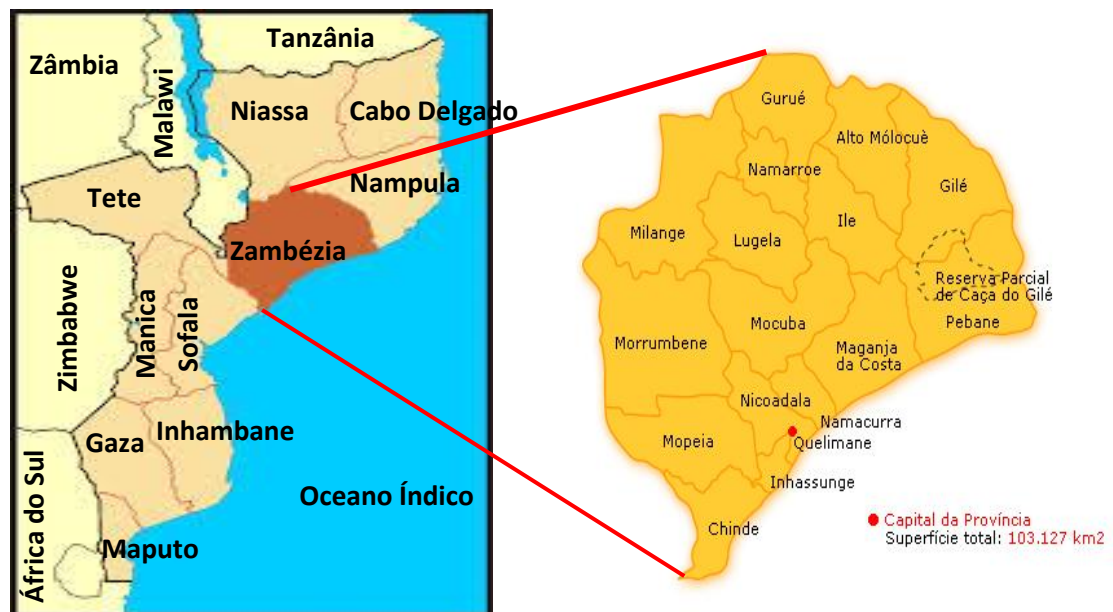 Tanzânia
Zâmbia
Malawi
Niassa
Cabo Delgado
Nampula
Tete
Zambézia
Zimbabwe
Manica
Sofala
Gaza
Inhambane
Oceano Índico
África do Sul
Maputo
Gurué
Alto Mólocuè
Namarroe
Gilé
Ile
Milange
Lugela
Reserva Parcial
de Caça do Gilé
Pebane
Mocuba
Morrumbene
Maganja
da Costa
Nicoadala
Namacurra
Mopeia
Quelimane
Inhassunge
Chinde
Capital da Província
Superfície total: 103.127 km2